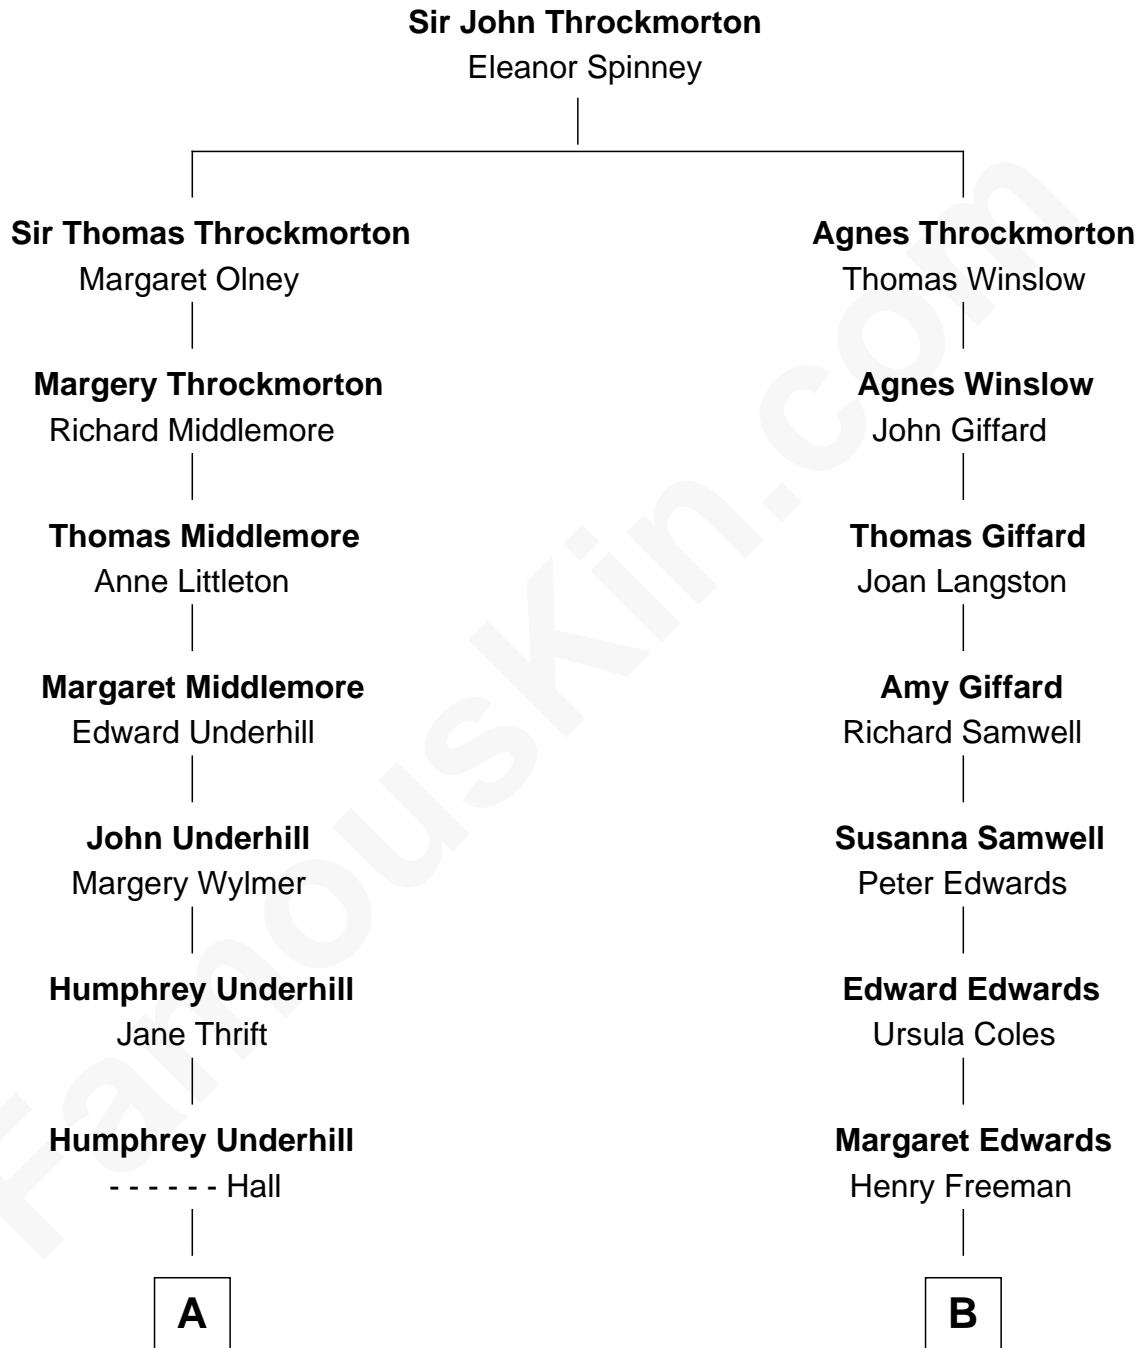 Sir John Throckmorton
Eleanor Spinney
Sir Thomas Throckmorton
Margaret Olney
Agnes Throckmorton
Thomas Winslow
Margery Throckmorton
Richard Middlemore
Agnes Winslow
John Giffard
Thomas Middlemore
Anne Littleton
Thomas Giffard
Joan Langston
Margaret Middlemore
Edward Underhill
Amy Giffard
Richard Samwell
John Underhill
Margery Wylmer
Susanna Samwell
Peter Edwards
Humphrey Underhill
Jane Thrift
Edward Edwards
Ursula Coles
Humphrey Underhill
- - - - - - Hall
Margaret Edwards
Henry Freeman
A
B
FamousKin.com